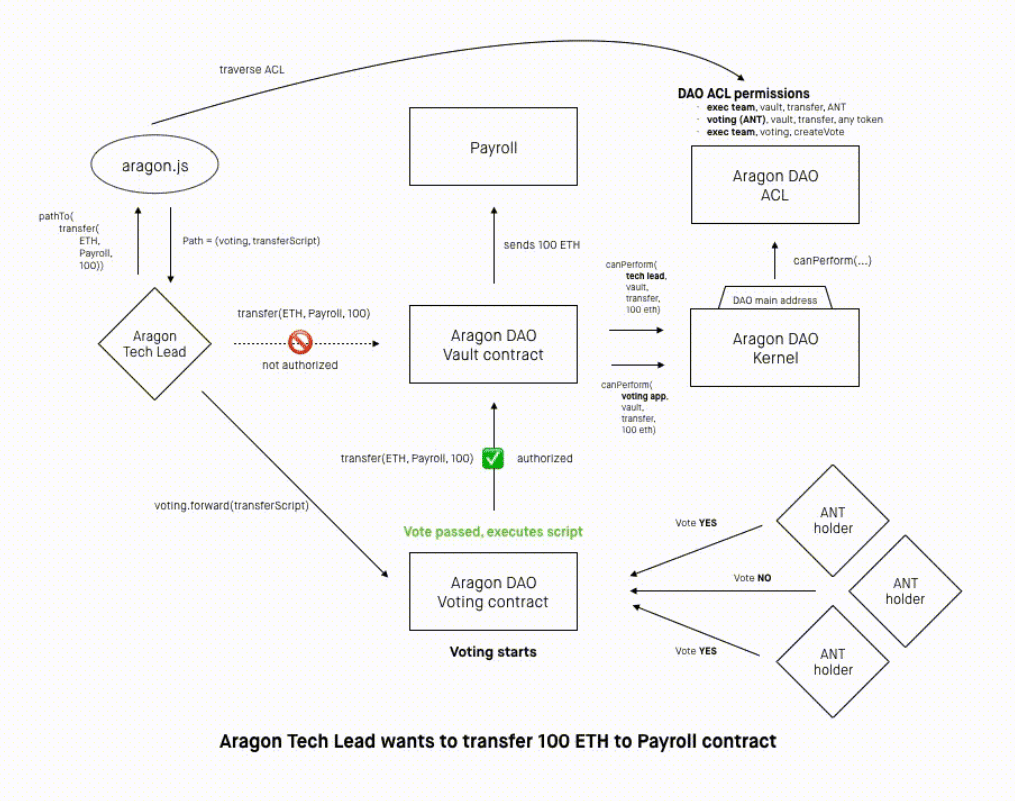 traverse ACL
DAO ACL permissions
· exec team, vault, transfer, ANT
· voting (ANT), vault, transfer, any token
· exec team, voting, createVote
aragon.js
Payroll
Aragon DAO
ACL
pathTo(
transfer(
ETH,
Payroll,
100))
Path = (voting, transferScript)
sends 100 ETH
canPerform(
tech lead,
vault,
transfer,
100 eth)
canPerform(...)
DAO main address
Aragon
Tech Lead
transfer(ETH, Payroll, 100)
not authorized
Aragon DAO
Vault contract
Aragon DAO
Kernel
canPerform(
voting app,
vault,
transfer,
100 eth)
transfer(ETH, Payroll, 100)
authorized
voting.forward(transferScript)
Vote passed, executes script
Aragon DAO
Voting contract
Voting starts
Vote YES
ANT
holder
Vote NO
ANT
holder
Vote YES
ANT
holder
Aragon Tech Lead wants to transfer 100 ETH to Payroll contract